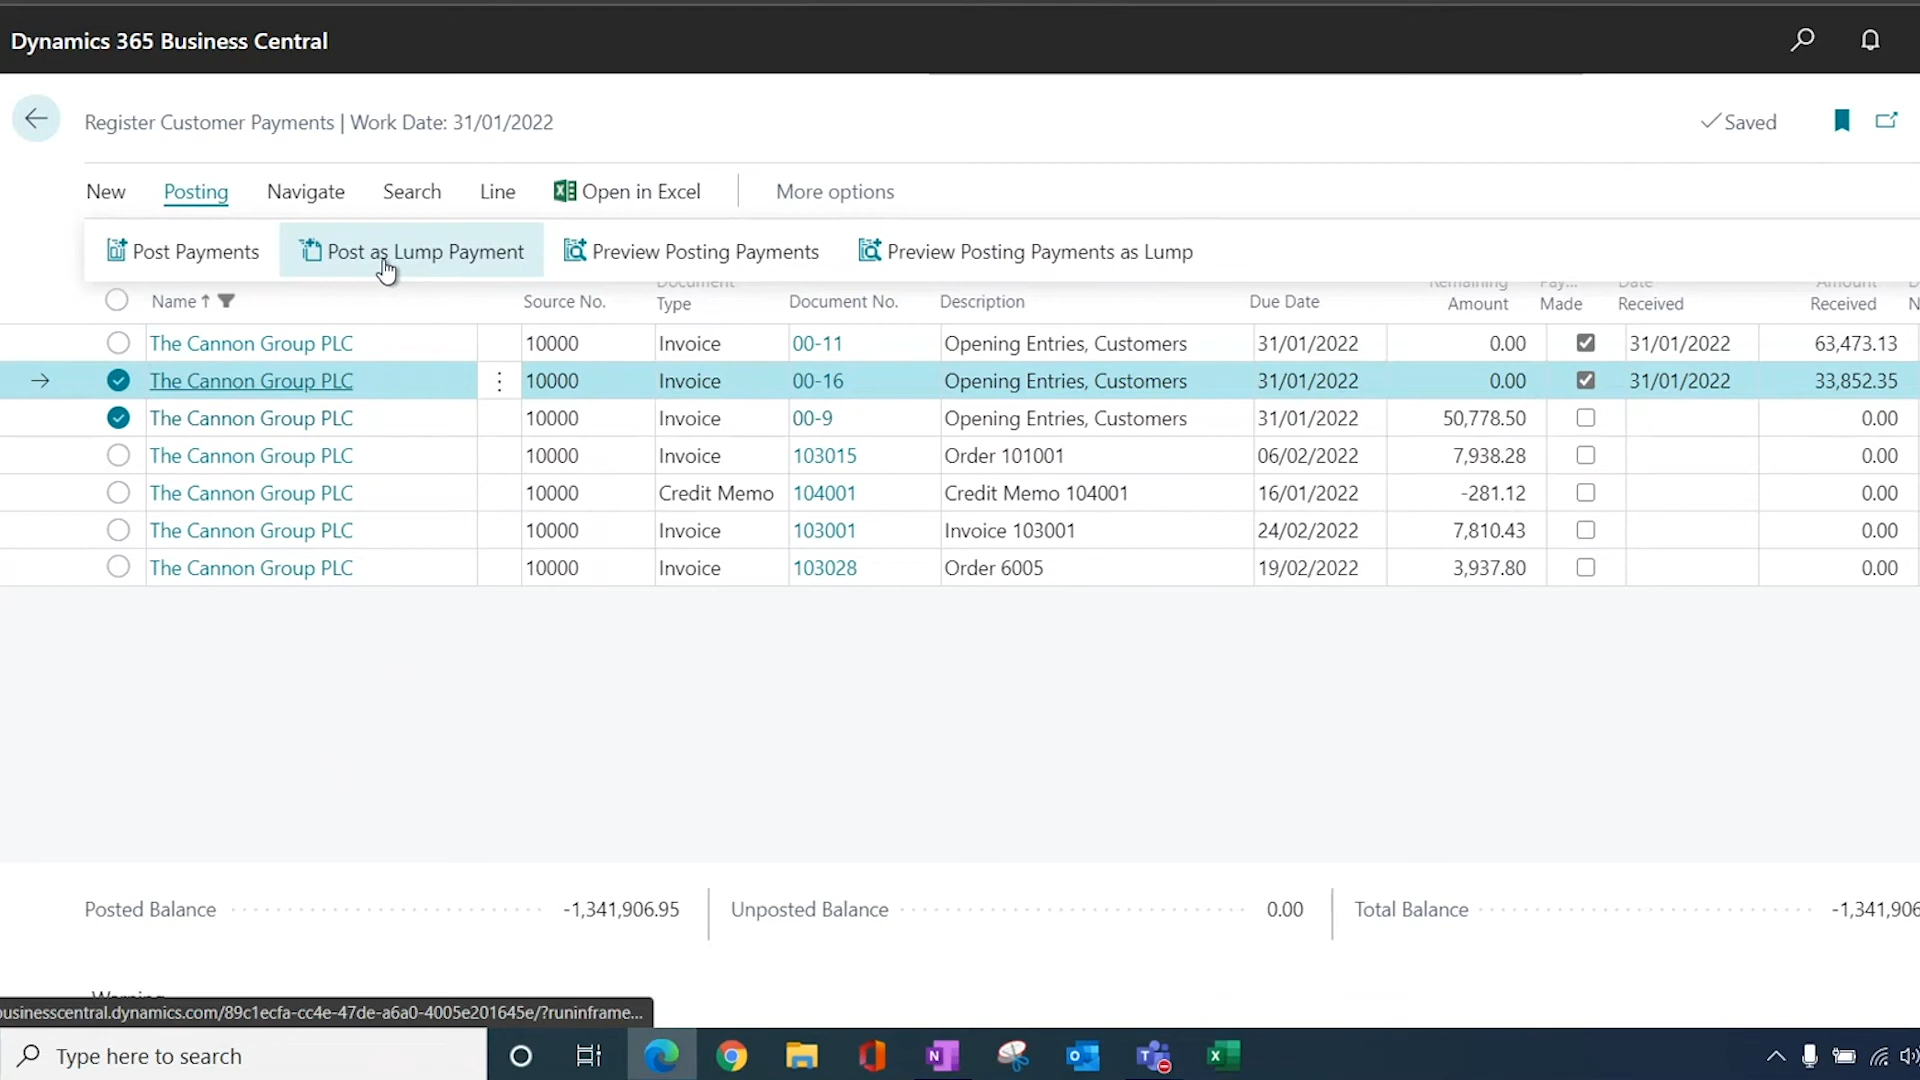 Dynamics 365 Business Central
Register Customer Payments | Work Date: 31/01/2022
Saved
New Posting Navigate Search Line Open in Excel More options
Post Payments Post as Lump Payment Preview Posting Payments Preview Posting Payments as Lump
Name Source No. Document Type Document No. Description Due Date Remaining Amount Pay... Made Date Received Amount Received
The Cannon Group PLC 10000 Invoice 00-11 Opening Entries, Customers 31/01/2022 0.00 31/01/2022 63,473.13
The Cannon Group PLC 10000 Invoice 00-16 Opening Entries, Customers 31/01/2022 0.00 31/01/2022 33,852.35
The Cannon Group PLC 10000 Invoice 00-9 Opening Entries, Customers 31/01/2022 50,778.50 0.00
The Cannon Group PLC 10000 Invoice 103015 Order 101001 06/02/2022 7,938.28 0.00
The Cannon Group PLC 10000 Credit Memo 104001 Credit Memo 104001 16/01/2022 -281.12 0.00
The Cannon Group PLC 10000 Invoice 103001 Invoice 103001 24/02/2022 7,810.43 0.00
The Cannon Group PLC 10000 Invoice 103028 Order 6005 19/02/2022 3,937.80 0.00
Posted Balance -1,341,906.95 Unposted Balance 0.00 Total Balance -1,341,906
Warning
businesscentral.dynamics.com/89c1ecfa-cc4e-47de-a6a0-4005e201645e/?runinframe...
Type here to search